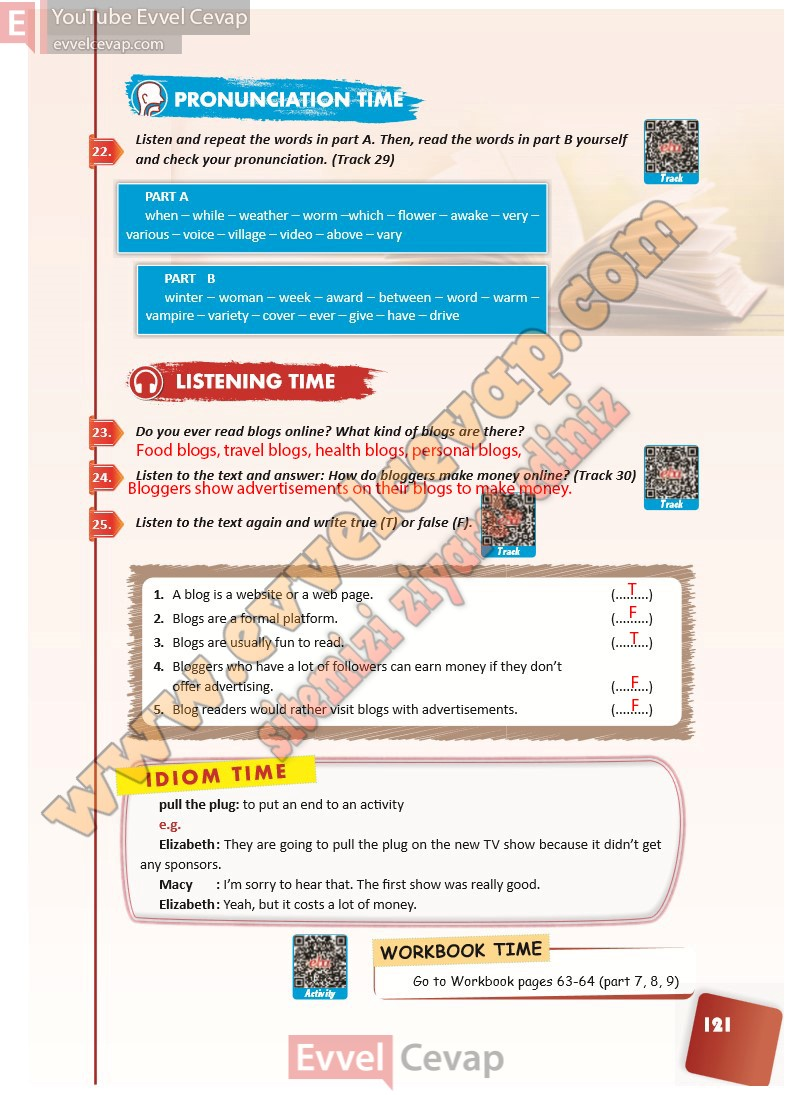 E YouTube Evvel Cevap
evvelcevap.com
PRONUNCIATION TIME
22. Listen and repeat the words in part A. Then, read the words in part B yourself
and check your pronunciation. (Track 29)
Track
PART A
when – while – weather – worm –which – flower – awake – very –
various – voice – village – video – above – vary
PART B
winter – woman – week – award – between – word – warm –
vampire – variety – cover – ever – give – have – drive
LISTENING TIME
23. Do you ever read blogs online? What kind of blogs are there?
Food blogs, travel blogs, health blogs, personal blogs,
24. Listen to the text and answer: How do bloggers make money online? (Track 30)
Bloggers show advertisements on their blogs to make money.
Track
25. Listen to the text again and write true (T) or false (F).
Track
1. A blog is a website or a web page. (....T.....)
2. Blogs are a formal platform. (....F.....)
3. Blogs are usually fun to read. (....T.....)
4. Bloggers who have a lot of followers can earn money if they don't
offer advertising. (....F.....)
5. Blog readers would rather visit blogs with advertisements. (....F.....)
www.evvelcevap.com
sitemizi ziyaret ediniz
IDIOM TIME
pull the plug: to put an end to an activity
e.g.
Elizabeth: They are going to pull the plug on the new TV show because it didn't get
any sponsors.
Macy : I'm sorry to hear that. The first show was really good.
Elizabeth: Yeah, but it costs a lot of money.
Activity
WORKBOOK TIME
Go to Workbook pages 63-64 (part 7, 8, 9)
121
Evvel Cevap